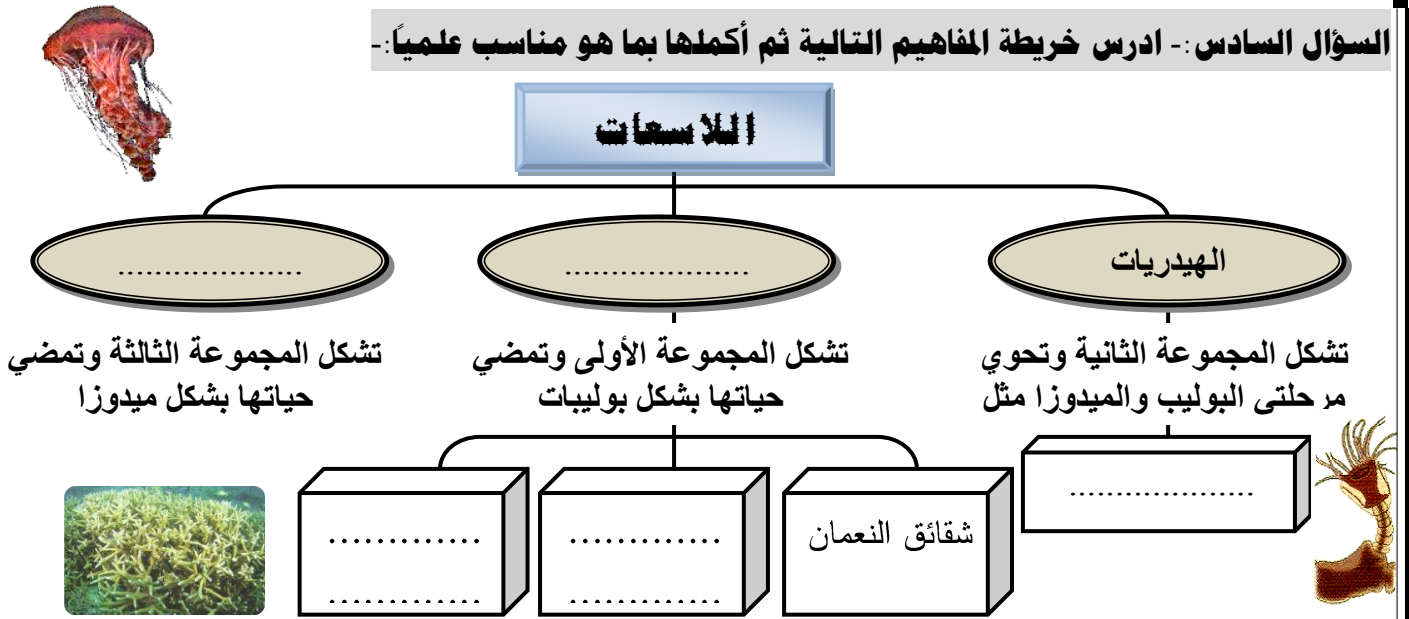 السؤال السادس:- ادرس خريطة المفاهيم التالية ثم أكملها بما هو مناسب علمياً:-
اللاسعات
الهيدريات
....................
....................
تشكل المجموعة الثانية وتحوي
مرحلتي البوليب والميدوزا مثل
تشكل المجموعة الأولى وتمضي
حياتها بشكل بوليبات
تشكل المجموعة الثالثة وتمضي
حياتها بشكل ميدوزا
....................
شقائق النعمان
.............
.............
.............
.............